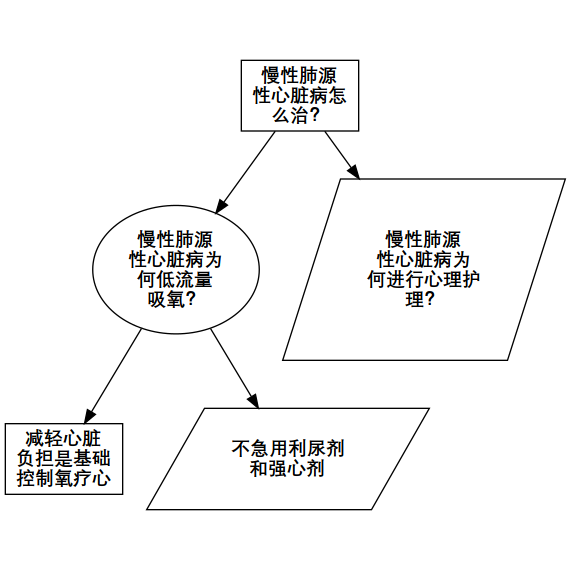 慢性肺源
性心脏病怎
么治?
慢性肺源
性心脏病为
何低流量
吸氧?
慢性肺源
性心脏病为
何进行心理护
理?
减轻心脏
负担是基础
控制氧疗心
不急用利尿剂
和强心剂